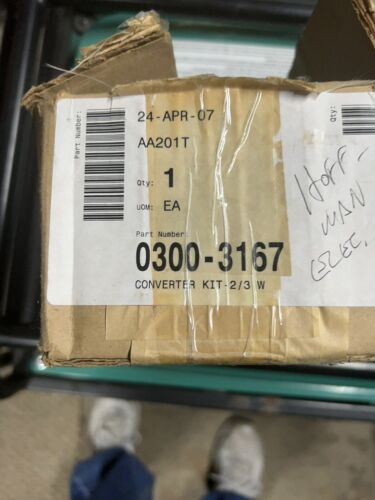 24-APR-07
AA201T
Part Number:
Qty: 1
UOM: EA
Part Number:
0300-3167
CONVERTER KIT-2/3 W
Qty:
HOFF-
MAN
ELEC.